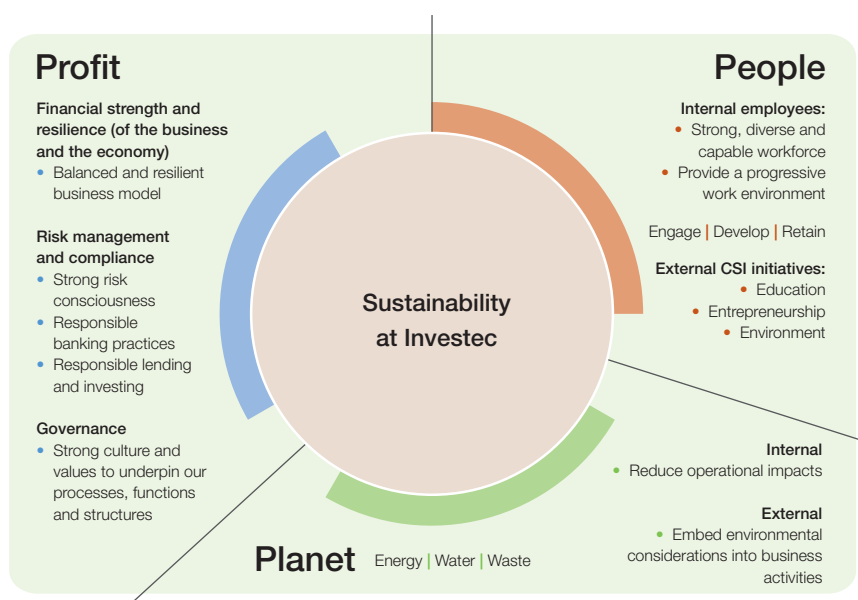 Profit
Financial strength and
resilience (of the business
and the economy)
• Balanced and resilient
business model
Risk management
and compliance
• Strong risk
consciousness
• Responsible
banking practices
• Responsible lending
and investing
Governance
• Strong culture and
values to underpin our
processes, functions
and structures
People
Internal employees:
• Strong, diverse and
capable workforce
• Provide a progressive
work environment
Engage | Develop | Retain
External CSI initiatives:
• Education
• Entrepreneurship
• Environment
Sustainability
at Investec
Planet
Energy | Water | Waste
Internal
• Reduce operational impacts
External
• Embed environmental
considerations into business
activities